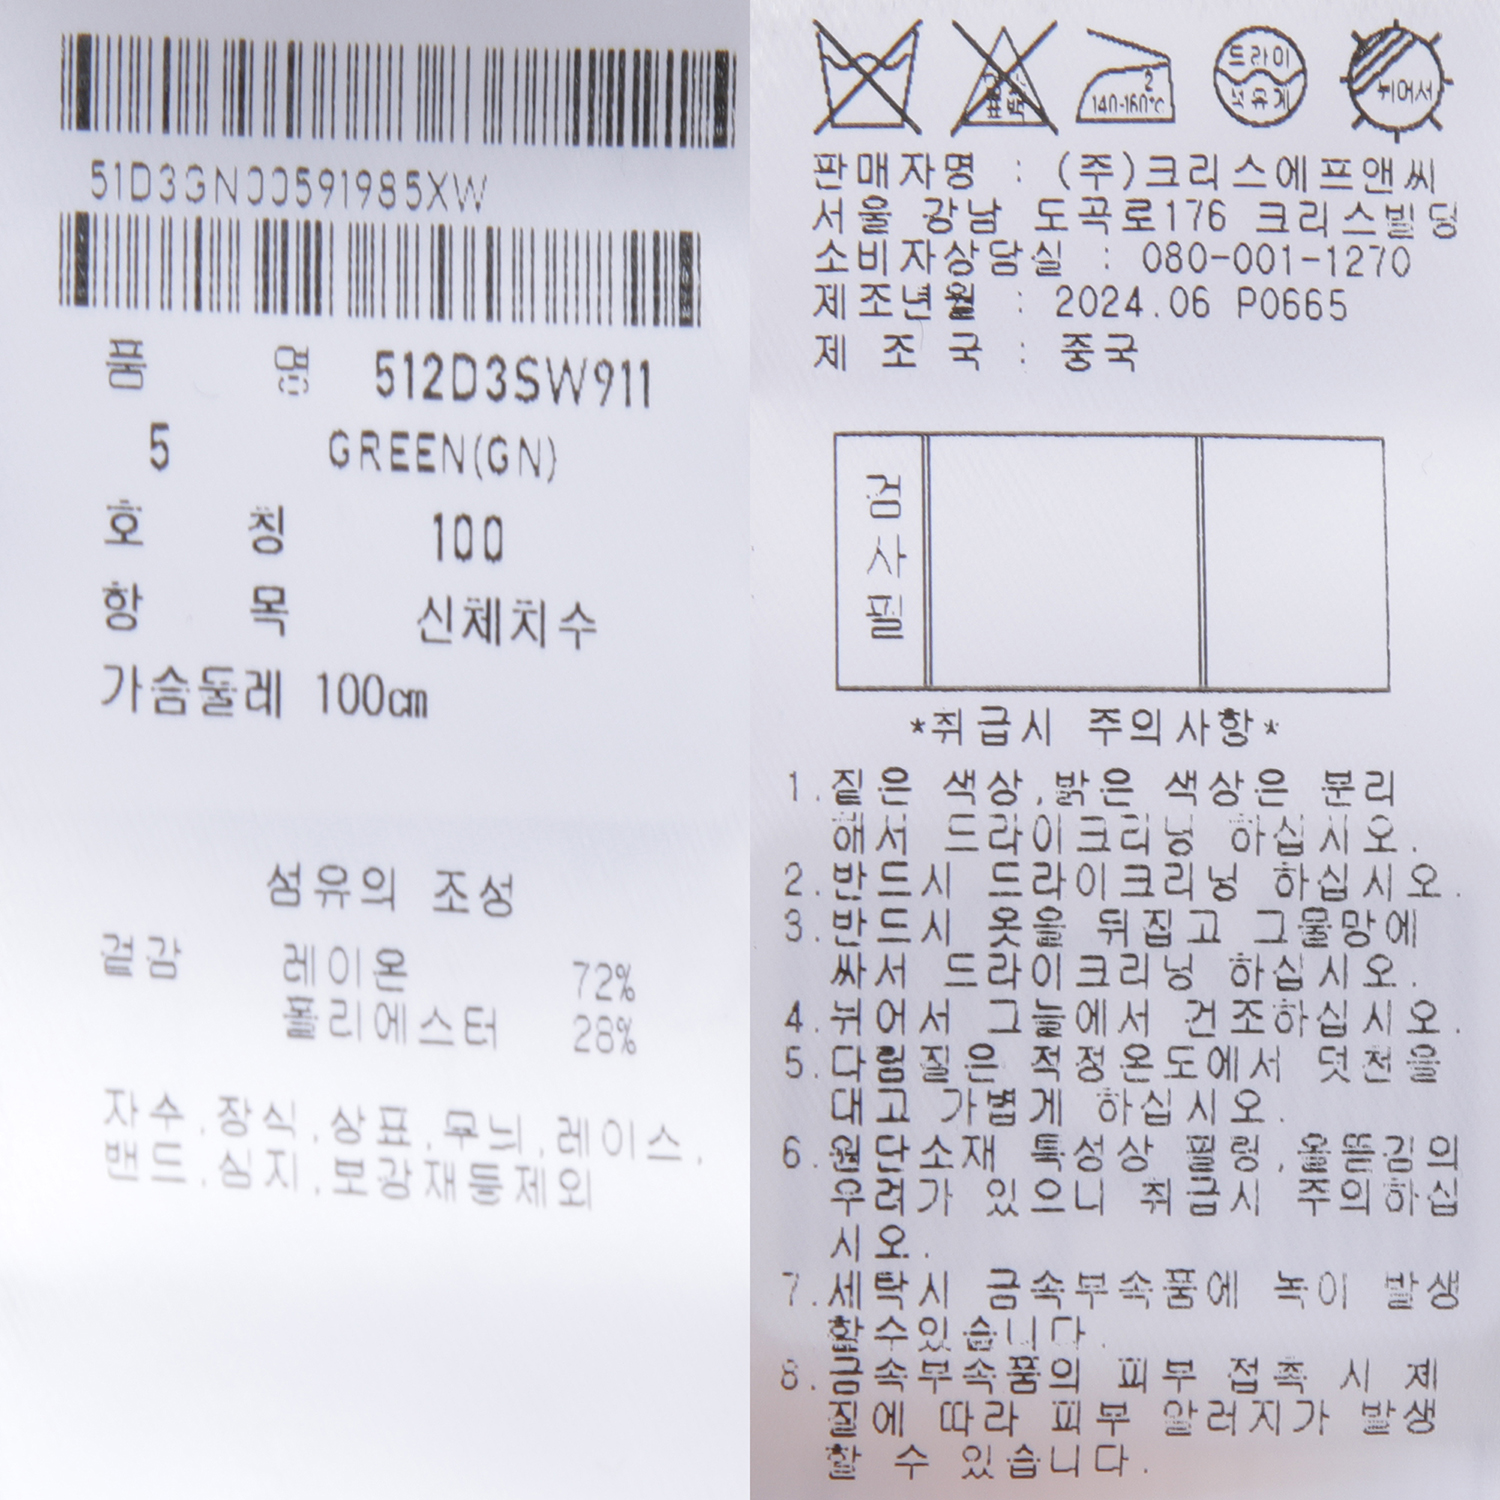 51D3GN00591985XW
품 명 512D3SW911
5 GREEN(GN)
호 칭 100
항 목 신체치수
가슴둘레 100cm
섬유의 조성
겉감 레이온 72%
폴리에스터 28%
자수.장식.상표.무늬.레이스.
밴드.심지.보강재등제외
표백
2
140-160℃
드라이
석유계
뉘어서
판매자명 : (주)크리스에프앤씨
서울 강남 도곡로176 크리스빌딩
소비자상담실 : 080-001-1270
제조년월 : 2024.06 P0665
제 조 국 : 중국
검사필
*취급시 주의사항*
1.짙은 색상,밝은 색상은 분리
해서 드라이크리닝 하십시오.
2.반드시 드라이크리닝 하십시오.
3.반드시 옷을 뒤집고 그물망에
싸서 드라이크리닝 하십시오.
4.뉘어서 그늘에서 건조하십시오.
5.다림질은 적정온도에서 덧천을
대고 가볍게 하십시오.
6.원단소재 특성상 필링,올뜯김의
우려가 있으니 취급시 주의하십
시오.
7.세탁시 금속부속품에 녹이 발생
할수있습니다.
8.금속부속품의 피부 접촉 시 체
질에 따라 피부 알러지가 발생
할 수 있습니다.